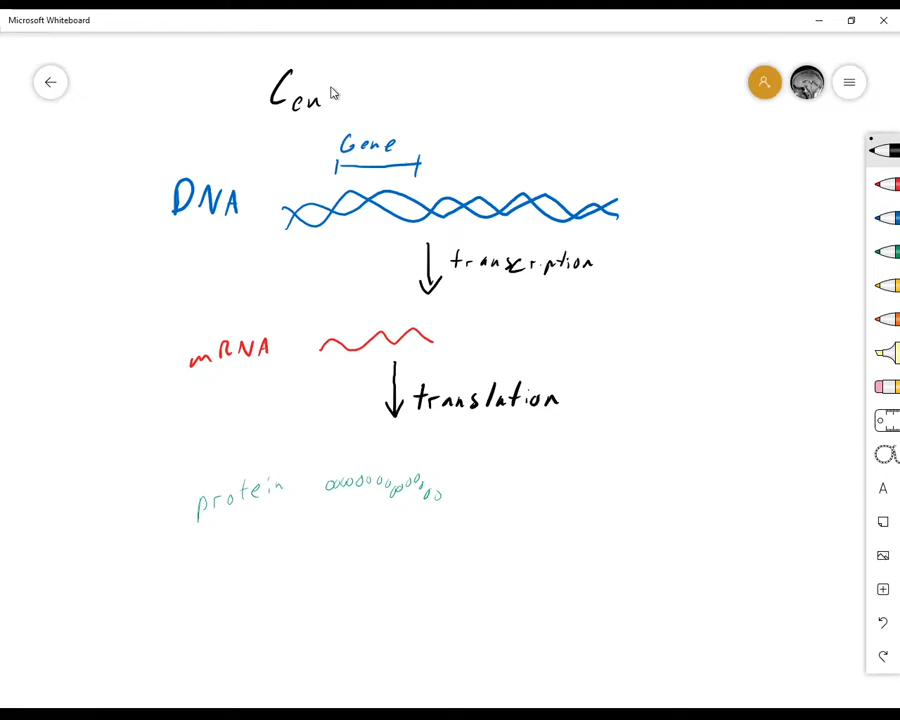 Microsoft Whiteboard
Cen
Gene
DNA
transcription
mRNA
translation
protein
A